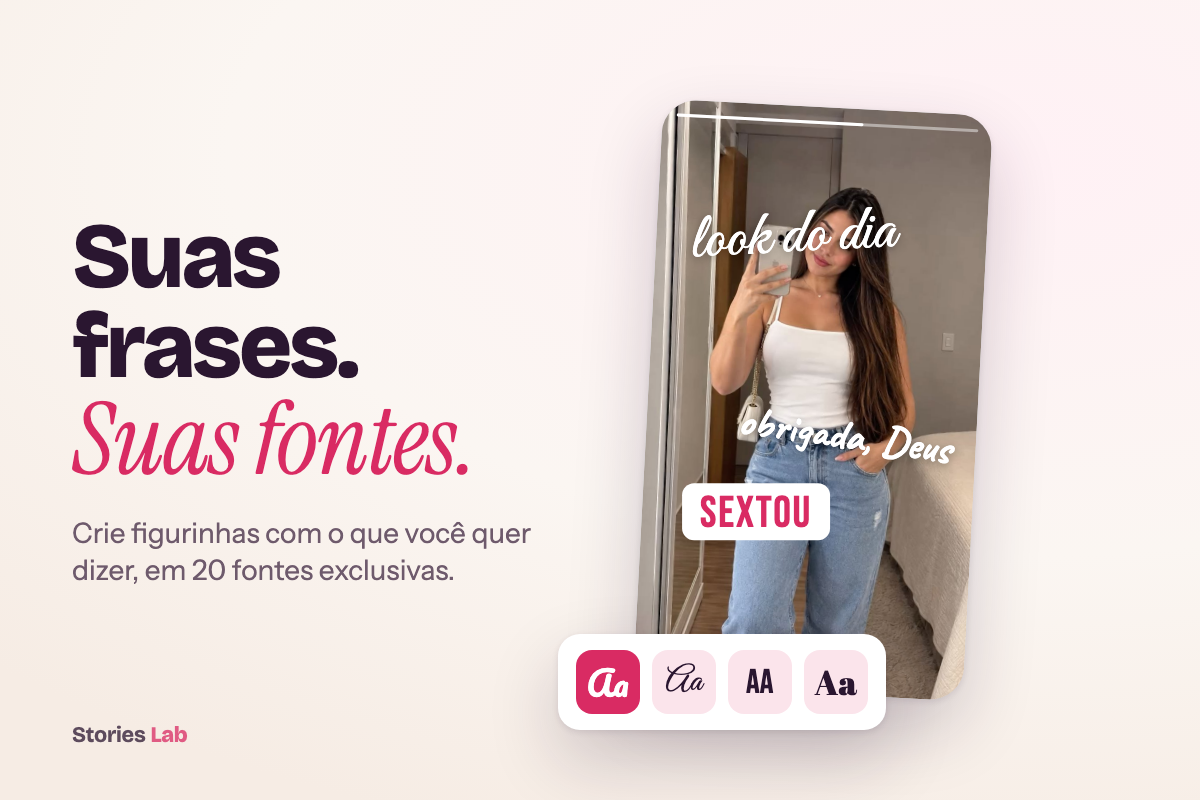 Suas
frases.
Suas fontes.
Crie figurinhas com o que você quer
dizer, em 20 fontes exclusivas.
Stories Lab
look do dia
obrigada, Deus
SEXTOU
Aa Aa AA Aa